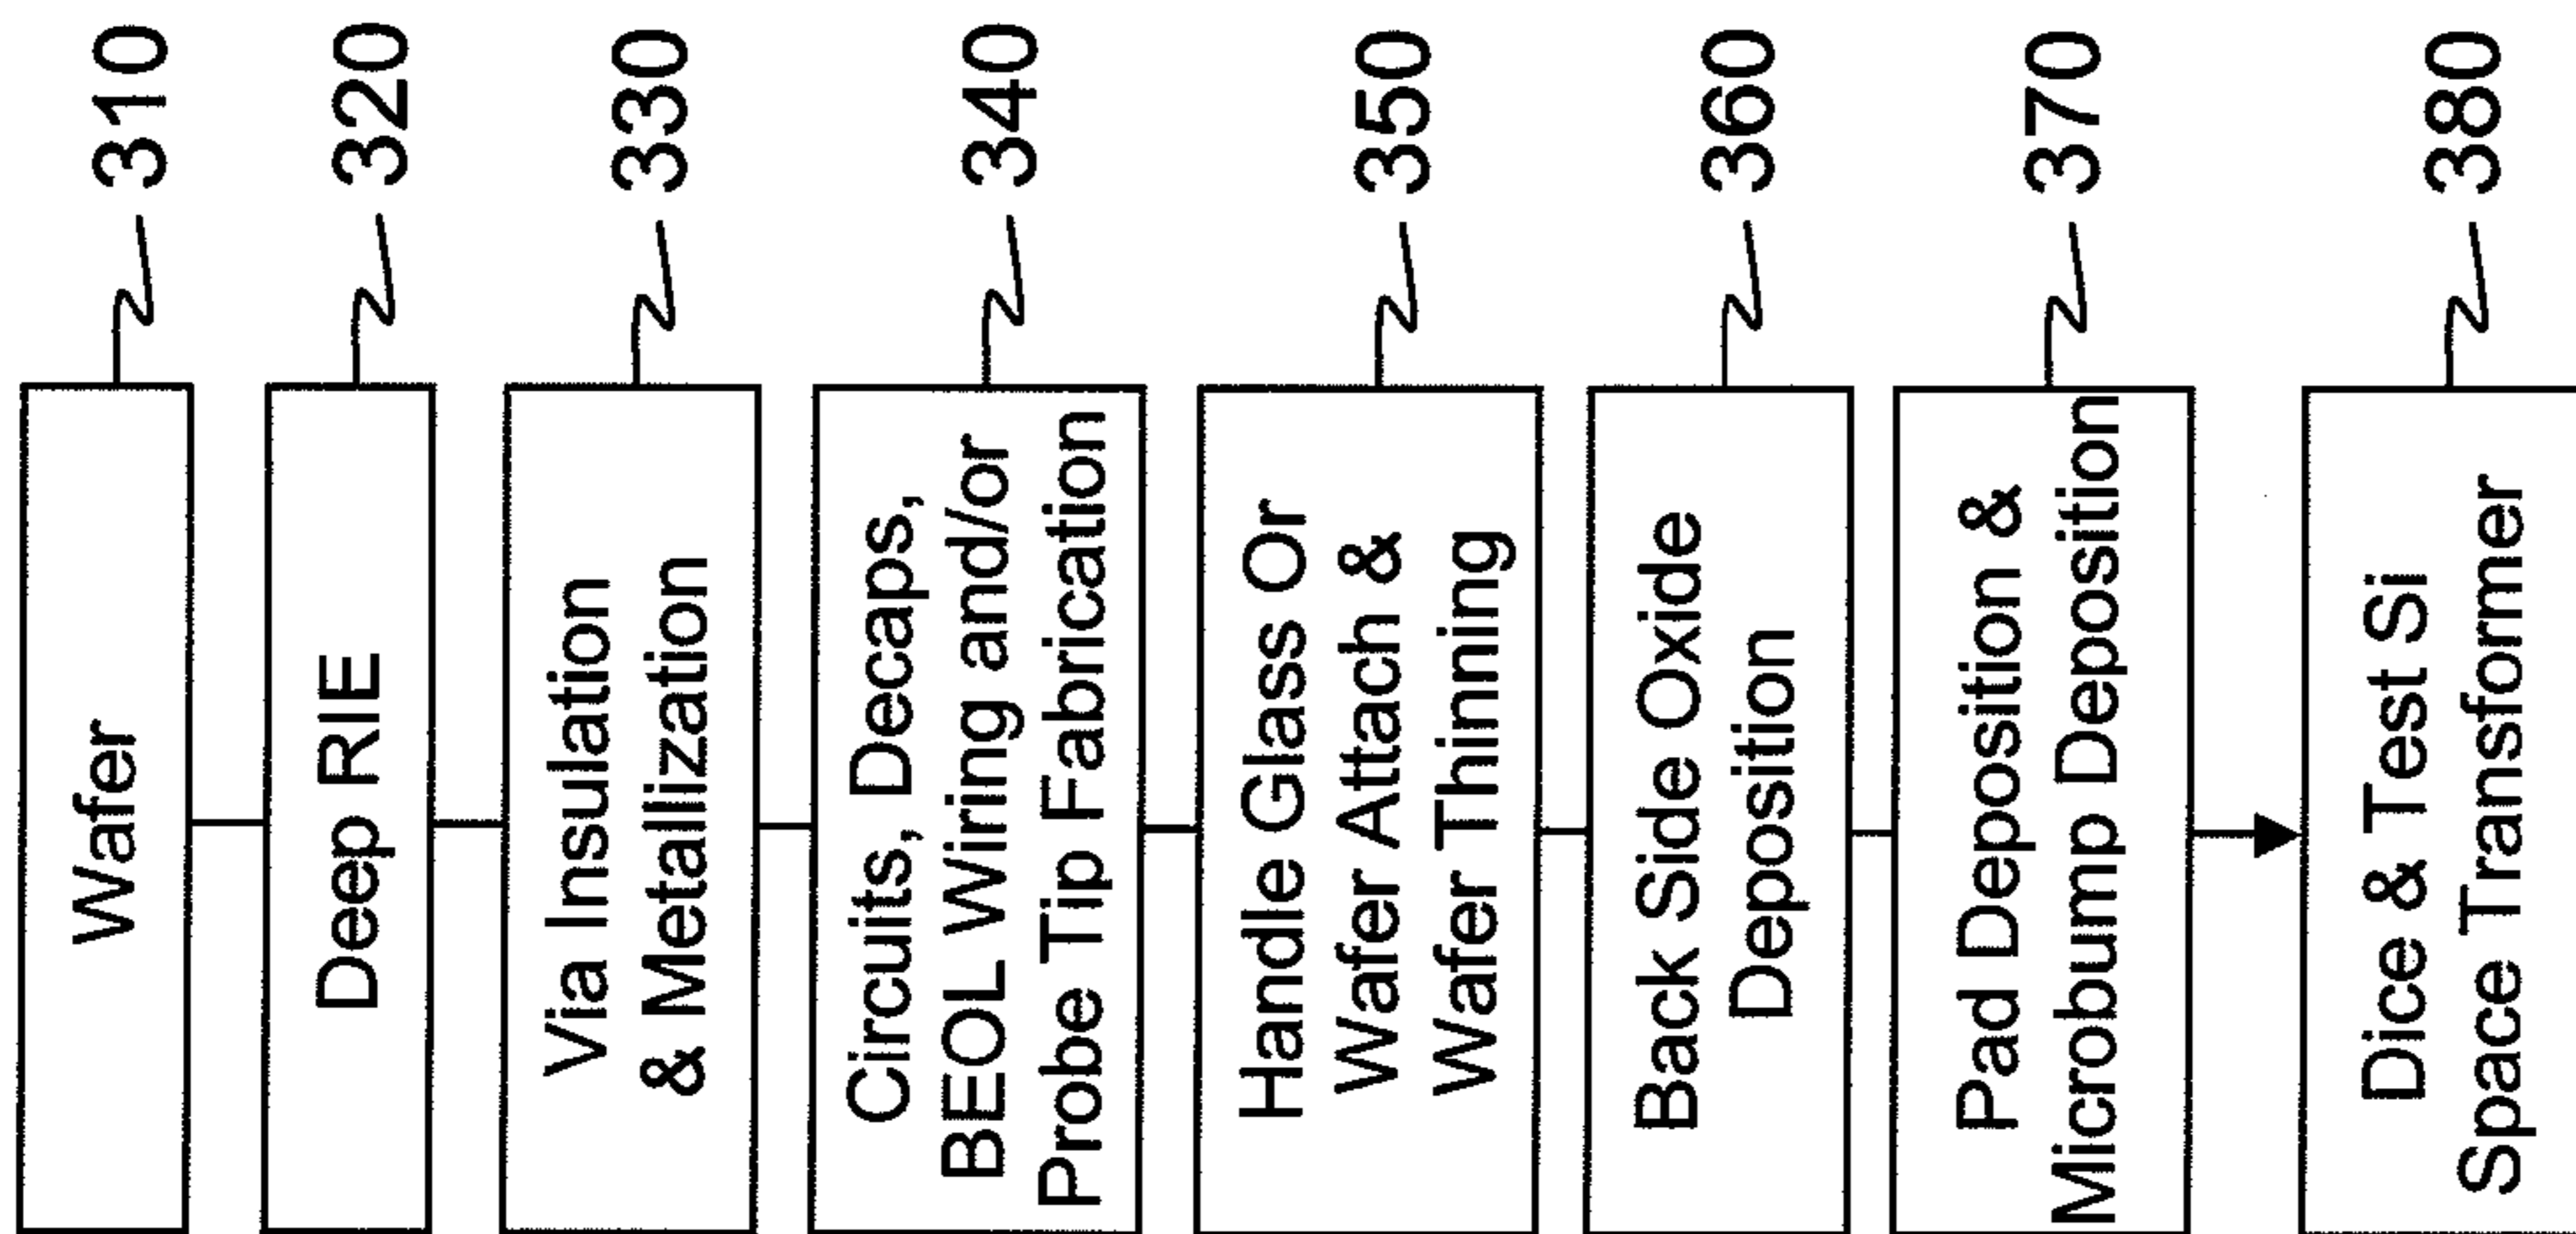 Wafer
310
Deep RIE
320
Via Insulation
& Metallization
330
Circuits, Decaps,
BEOL Wiring and/or
Probe Tip Fabrication
340
Handle Glass Or
Wafer Attach &
Wafer Thinning
350
Back Side Oxide
Deposition
360
Pad Deposition &
Microbump Deposition
370
Dice & Test Si
Space Transformer
380